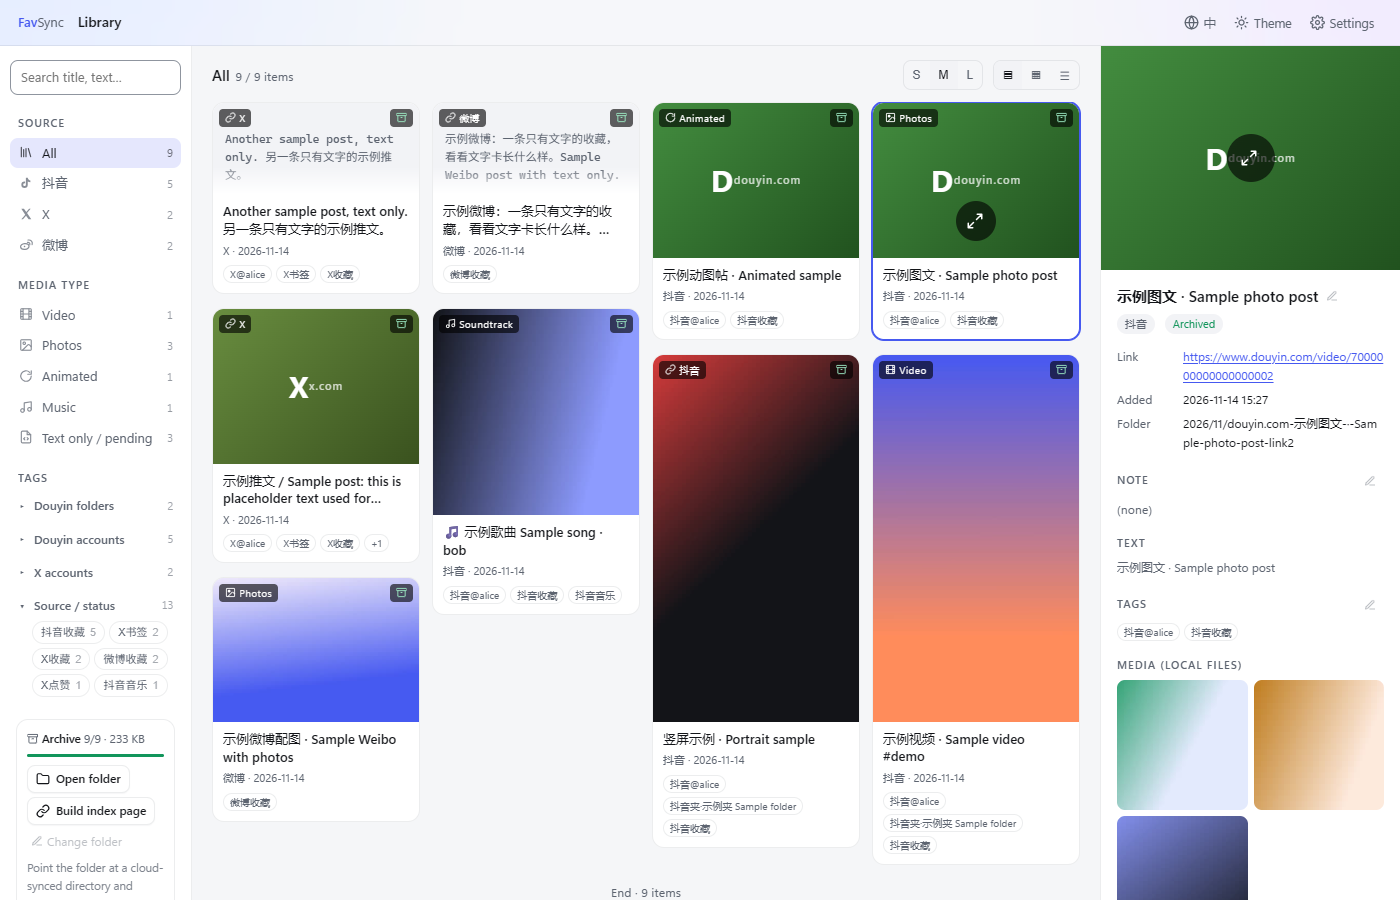 FavSync Library
中 Theme Settings
Search title, text...
SOURCE
All 9
抖音 5
X 2
微博 2
MEDIA TYPE
Video 1
Photos 3
Animated 1
Music 1
Text only / pending 3
TAGS
Douyin folders 2
Douyin accounts 5
X accounts 2
Source / status 13
抖音收藏 5 X书签 2
X收藏 2 微博收藏 2
X点赞 1 抖音音乐 1
Archive 9/9 · 233 KB
Open folder
Build index page
Change folder
Point the folder at a cloud-
synced directory and
All 9 / 9 items
S M L
X
Another sample post, text
only. 另一条只有文字的示例推
文。
Another sample post, text only.
另一条只有文字的示例推文。
X · 2026-11-14
X@alice X书签 X收藏
微博
示例微博：一条只有文字的收藏，
看看文字卡长什么样。Sample
Weibo post with text only.
示例微博：一条只有文字的收
藏，看看文字卡长什么样。...
微博 · 2026-11-14
微博收藏
Animated
D douyin.com
示例动图帖 · Animated sample
抖音 · 2026-11-14
抖音@alice 抖音收藏
Photos
D douyin.com
示例图文 · Sample photo post
抖音 · 2026-11-14
抖音@alice 抖音收藏
X
X x.com
示例推文 / Sample post: this is
placeholder text used for...
X · 2026-11-14
X@alice X书签 X收藏 +1
Soundtrack
🎵 示例歌曲 Sample song ·
bob
抖音 · 2026-11-14
抖音@alice 抖音收藏 抖音音乐
抖音
竖屏示例 · Portrait sample
抖音 · 2026-11-14
抖音@alice
抖音夹·示例夹 Sample folder
抖音收藏
Video
示例视频 · Sample video
#demo
抖音 · 2026-11-14
抖音@alice
抖音夹·示例夹 Sample folder
抖音收藏
Photos
示例微博配图 · Sample Weibo
with photos
微博 · 2026-11-14
微博收藏
End · 9 items
D douyin.com
示例图文 · Sample photo post
抖音 Archived
Link https://www.douyin.com/video/70000
00000000000002
Added 2026-11-14 15:27
Folder 2026/11/douyin.com-示例图文-·-Sam
ple-photo-post-link2
NOTE
(none)
TEXT
示例图文 · Sample photo post
TAGS
抖音@alice 抖音收藏
MEDIA (LOCAL FILES)